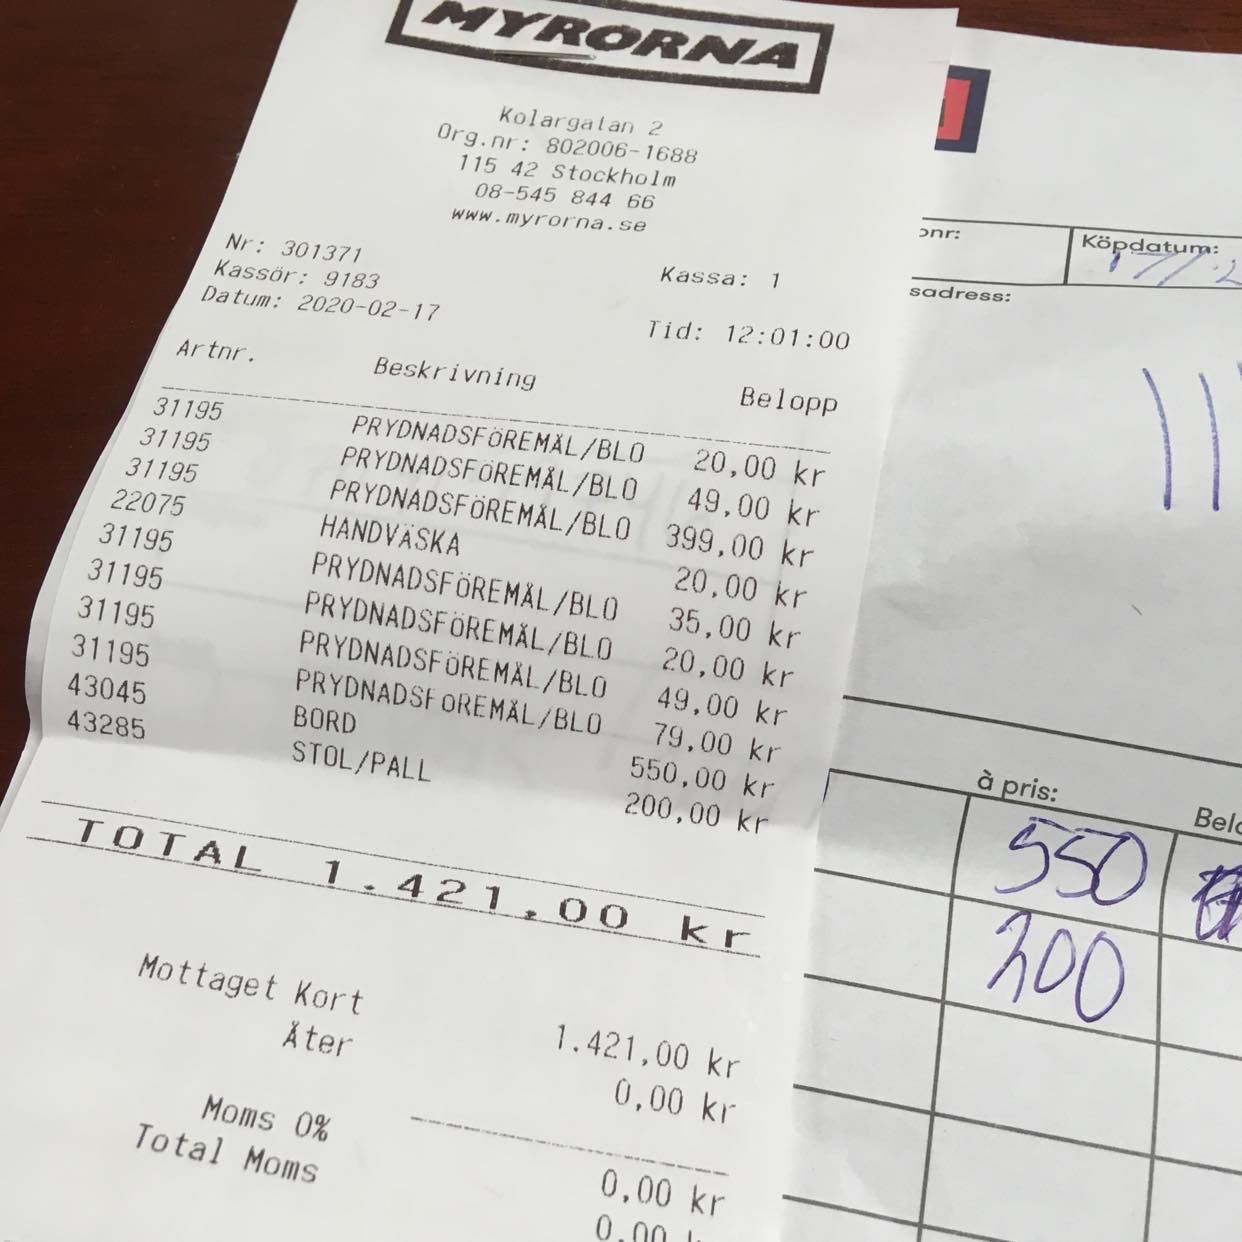 MYRORNA
Kolargatan 2
Org.nr: 802006-1688
115 42 Stockholm
08-545 844 66
www.myrorna.se
Nr: 301371
Kassör: 9183 Kassa: 1
Datum: 2020-02-17 Tid: 12:01:00
Artnr. Beskrivning Belopp
31195 PRYDNADSFÖREMÅL/BLO 20,00 kr
31195 PRYDNADSFÖREMÅL/BLO 49,00 kr
31195 PRYDNADSFÖREMÅL/BLO 399,00 kr
22075 HANDVÄSKA 20,00 kr
31195 PRYDNADSFÖREMÅL/BLO 35,00 kr
31195 PRYDNADSFÖREMÅL/BLO 20,00 kr
31195 PRYDNADSFÖREMÅL/BLO 49,00 kr
31195 PRYDNADSFÖREMÅL/BLO 79,00 kr
43045 BORD 550,00 kr
43285 STOL/PALL 200,00 kr
TOTAL 1.421,00 kr
Mottaget Kort 1.421,00 kr
Åter 0,00 kr
Moms 0% 0,00 kr
Total Moms 0,00 kr
onr:
Köpdatum:
sadress:
à pris:
550
200